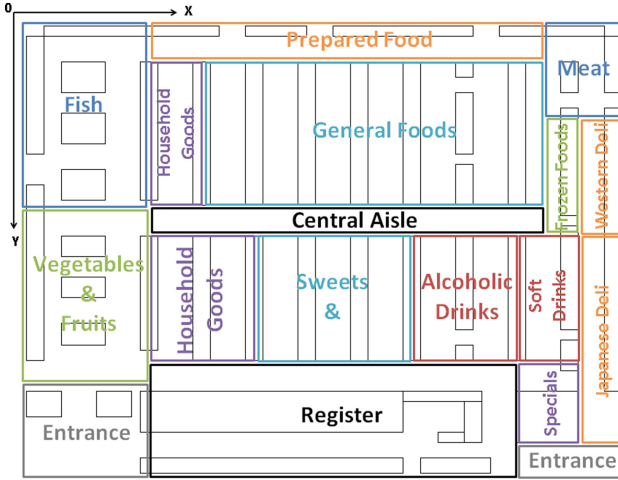 0
X
Prepared Food
Meat
Fish
Household
Goods
General Foods
Frozen Foods
Western Deli
Central Aisle
Y
Vegetables
&
Fruits
Household
Goods
Sweets
&
Alcoholic
Drinks
Soft
Drinks
Japanese Deli
Specials
Register
Entrance
Entrance